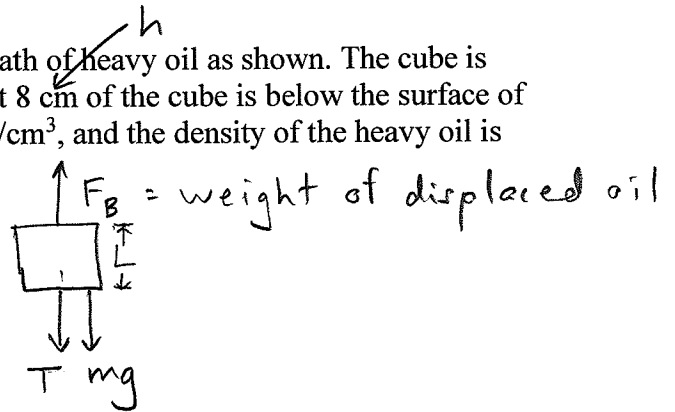 h
ath of heavy oil as shown. The cube is
t 8 cm of the cube is below the surface of
/cm³, and the density of the heavy oil is
F_B = weight of displaced oil
L
T mg